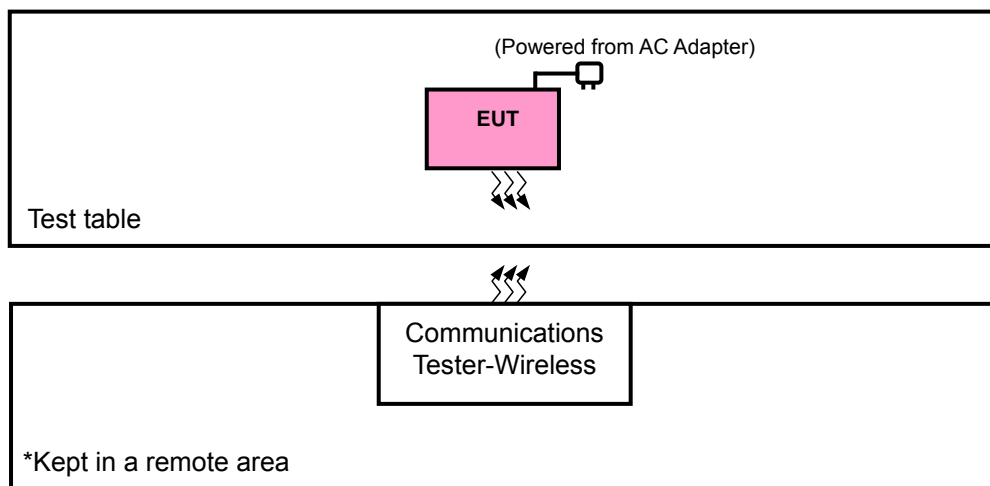 (Powered from AC Adapter)
EUT
Test table
Communications
Tester-Wireless
*Kept in a remote area